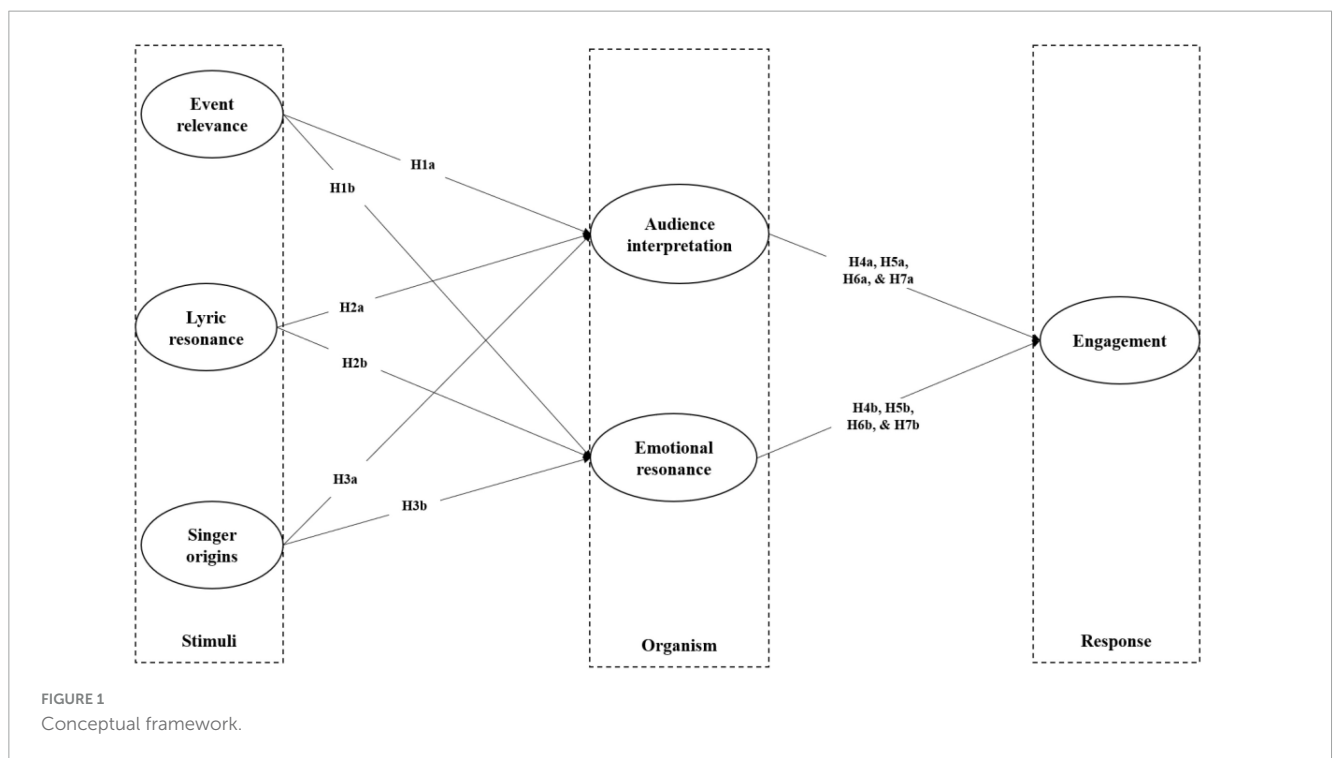 Event
relevance
H1a
H1b
Audience
interpretation
H4a, H5a,
H6a, & H7a
Lyric
resonance
H2a
H2b
Engagement
H4b, H5b,
H6b, & H7b
Emotional
resonance
H3a
H3b
Singer
origins
Stimuli
Organism
Response
FIGURE 1
Conceptual framework.